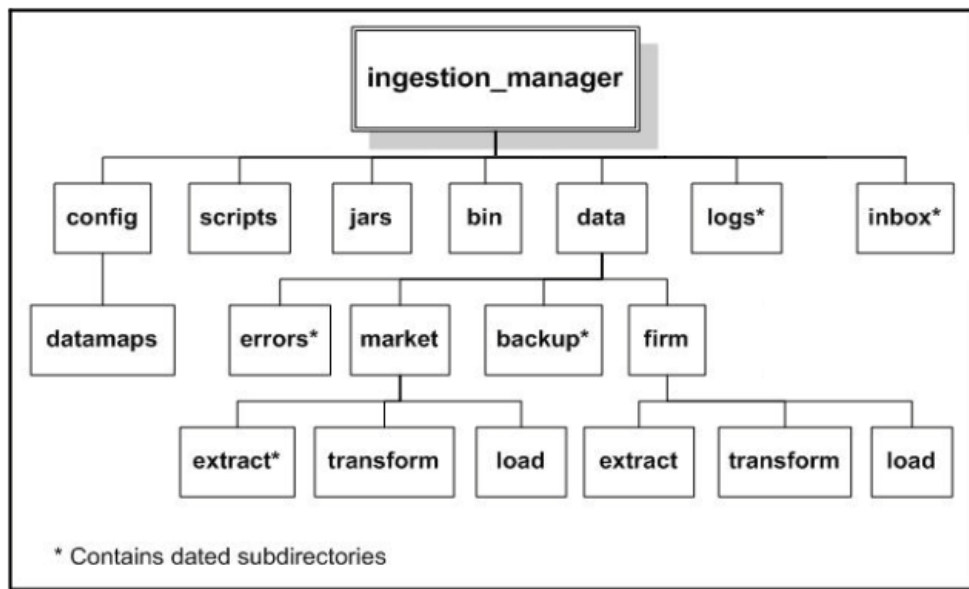 ingestion_manager
config
scripts
jars
bin
data
logs*
inbox*
datamaps
errors*
market
backup*
firm
extract*
transform
load
extract
transform
load
* Contains dated subdirectories